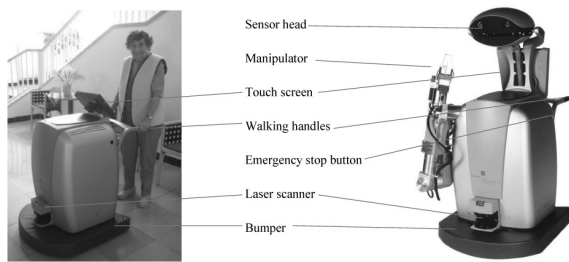 Sensor head
Manipulator
Touch screen
Walking handles
Emergency stop button
Laser scanner
Bumper